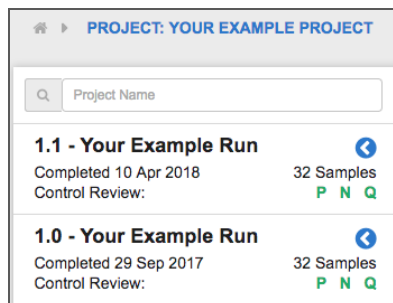 PROJECT: YOUR EXAMPLE PROJECT
Project Name
1.1 - Your Example Run
Completed 10 Apr 2018 32 Samples
Control Review: P N Q
1.0 - Your Example Run
Completed 29 Sep 2017 32 Samples
Control Review: P N Q